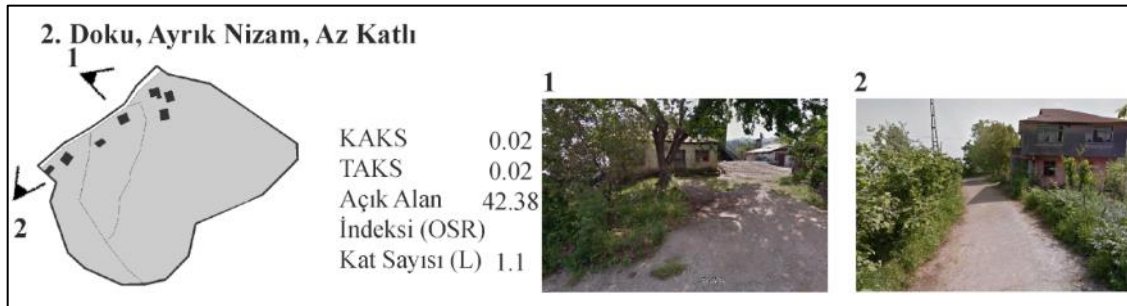 2. Doku, Ayrık Nizam, Az Katlı
1
2
KAKS 0.02
TAKS 0.02
Açık Alan 42.38
İndeksi (OSR)
Kat Sayısı (L) 1.1
1
2